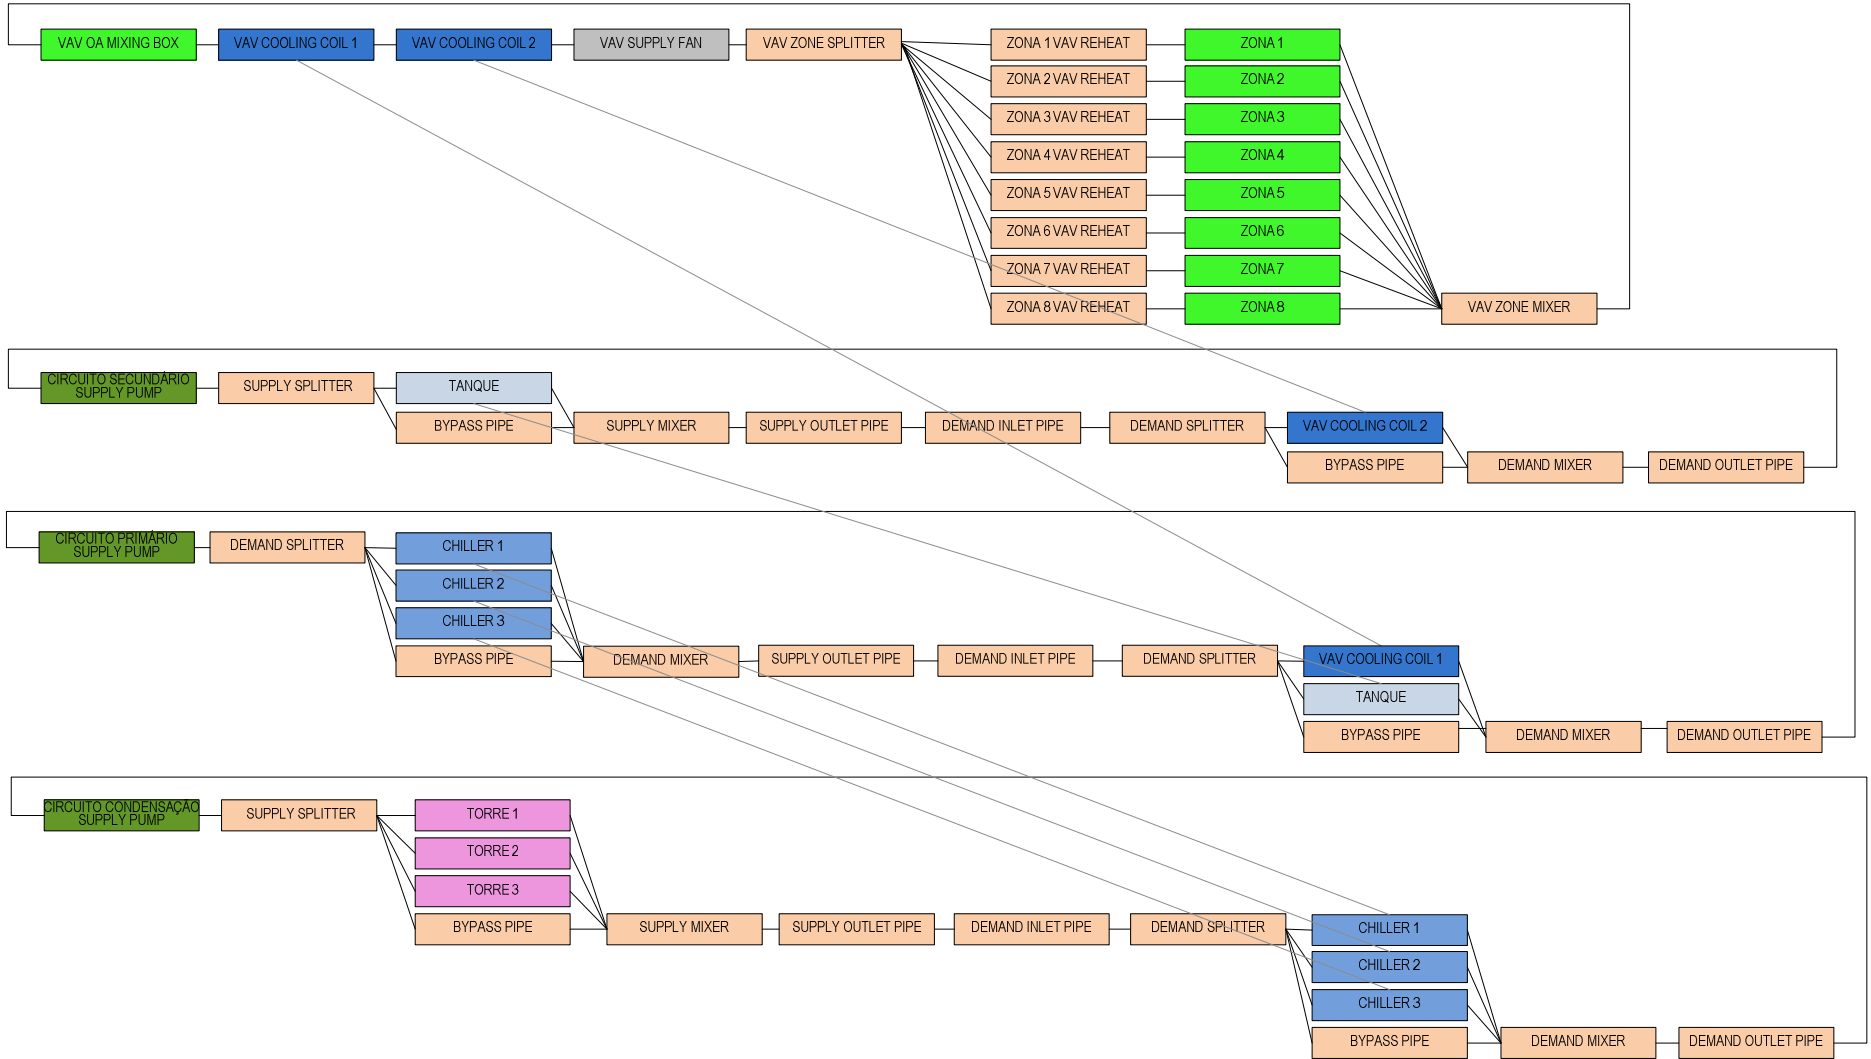 VAV OA MIXING BOX
VAV COOLING COIL 1
VAV COOLING COIL 2
VAV SUPPLY FAN
VAV ZONE SPLITTER
ZONA 1 VAV REHEAT
ZONA 1
ZONA 2 VAV REHEAT
ZONA 2
ZONA 3 VAV REHEAT
ZONA 3
ZONA 4 VAV REHEAT
ZONA 4
ZONA 5 VAV REHEAT
ZONA 5
ZONA 6 VAV REHEAT
ZONA 6
ZONA 7 VAV REHEAT
ZONA 7
ZONA 8 VAV REHEAT
ZONA 8
VAV ZONE MIXER
CIRCUITO SECUNDÁRIO
SUPPLY PUMP
SUPPLY SPLITTER
TANQUE
BYPASS PIPE
SUPPLY MIXER
SUPPLY OUTLET PIPE
DEMAND INLET PIPE
DEMAND SPLITTER
VAV COOLING COIL 2
BYPASS PIPE
DEMAND MIXER
DEMAND OUTLET PIPE
CIRCUITO PRIMÁRIO
SUPPLY PUMP
DEMAND SPLITTER
CHILLER 1
CHILLER 2
CHILLER 3
BYPASS PIPE
DEMAND MIXER
SUPPLY OUTLET PIPE
DEMAND INLET PIPE
DEMAND SPLITTER
VAV COOLING COIL 1
TANQUE
BYPASS PIPE
DEMAND MIXER
DEMAND OUTLET PIPE
CIRCUITO CONDENSAÇÃO
SUPPLY PUMP
SUPPLY SPLITTER
TORRE 1
TORRE 2
TORRE 3
BYPASS PIPE
SUPPLY MIXER
SUPPLY OUTLET PIPE
DEMAND INLET PIPE
DEMAND SPLITTER
CHILLER 1
CHILLER 2
CHILLER 3
BYPASS PIPE
DEMAND MIXER
DEMAND OUTLET PIPE